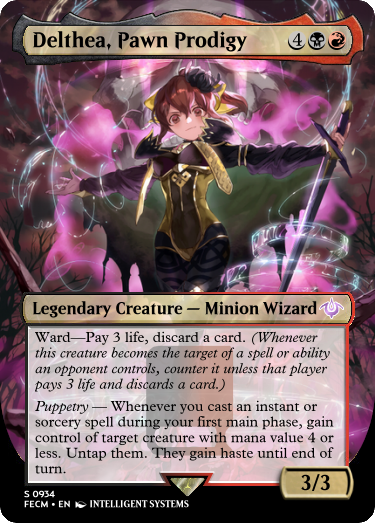 Delthea, Pawn Prodigy 4
Legendary Creature — Minion Wizard
Ward—Pay 3 life, discard a card. (Whenever
this creature becomes the target of a spell or ability
an opponent controls, counter it unless that player
pays 3 life and discards a card.)
Puppetry — Whenever you cast an instant or
sorcery spell during your first main phase, gain
control of target creature with mana value 4 or
less. Untap them. They gain haste until end of
turn.
3/3
S 0934
FECM • EN INTELLIGENT SYSTEMS